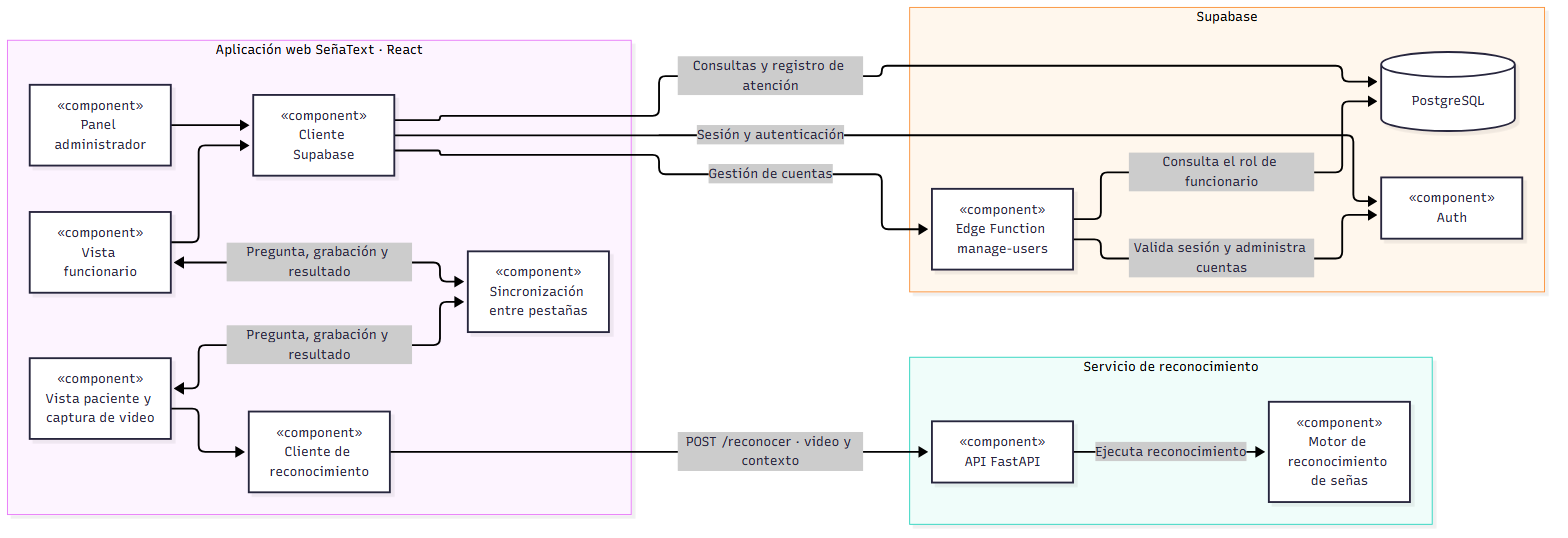 Supabase
Aplicación web SeñaText · React
«component»
Panel
administrador
«component»
Cliente
Supabase
Consultas y registro de
atención
Sesión y autenticación
Gestión de cuentas
PostgreSQL
Consulta el rol de
funcionario
«component»
Auth
«component»
Edge Function
manage-users
Valida sesión y administra
cuentas
«component»
Vista
funcionario
Pregunta, grabación y
resultado
«component»
Sincronización
entre pestañas
Pregunta, grabación y
resultado
«component»
Vista paciente y
captura de video
«component»
Cliente de
reconocimiento
POST /reconocer · video y
contexto
Servicio de reconocimiento
«component»
API FastAPI
Ejecuta reconocimiento
«component»
Motor de
reconocimiento
de señas